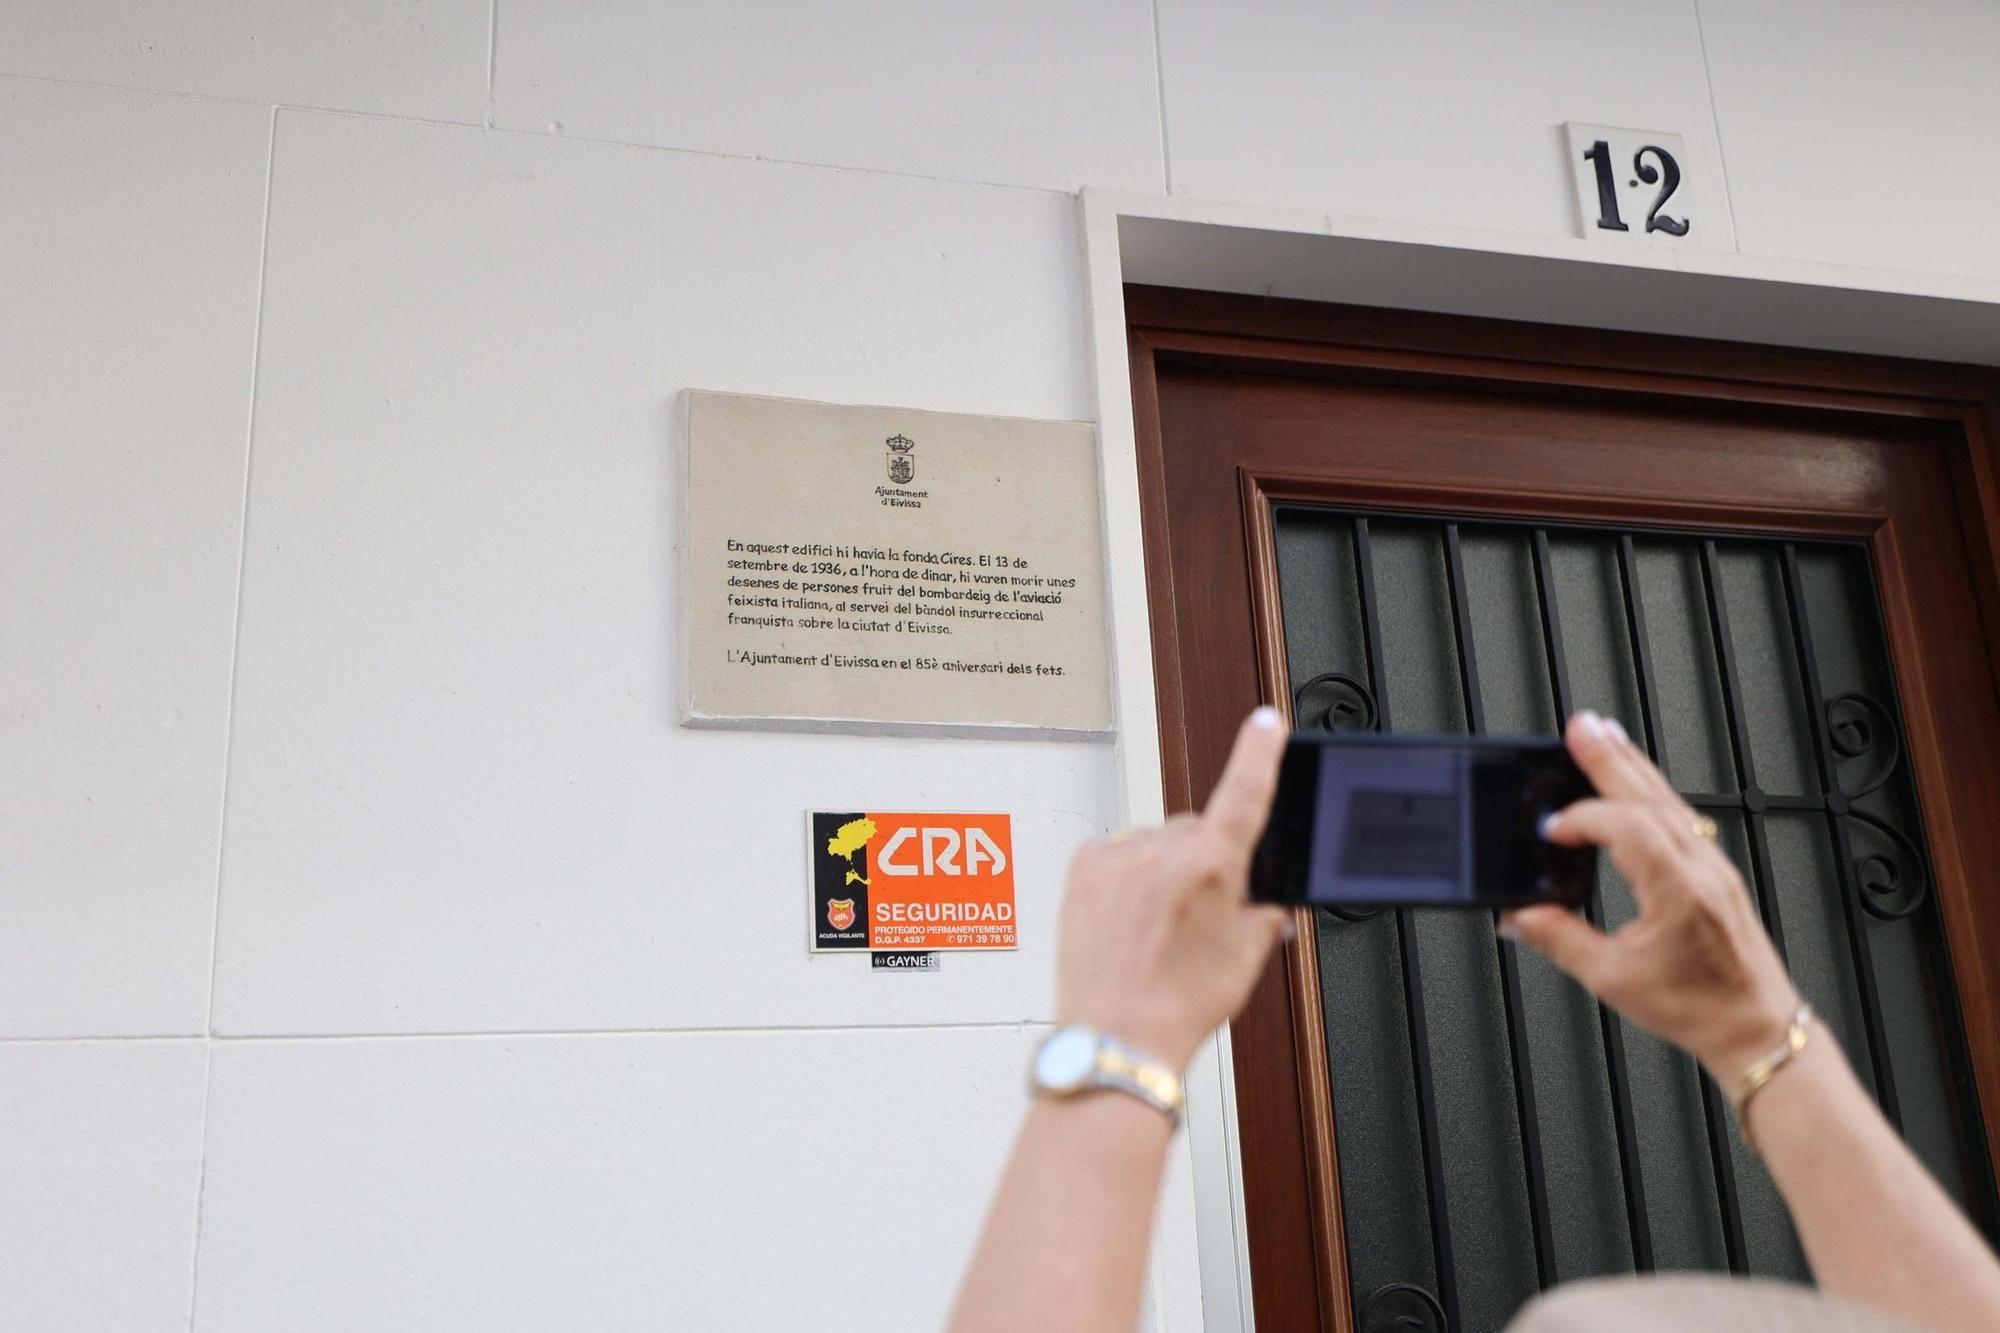 12
Ajuntament
d'Eivissa
En aquest edifici hi havia la fonda Cires. El 13 de
setembre de 1936, a l'hora de dinar, hi varen morir unes
desenes de persones fruit del bombardeig de l'aviació
feixista italiana, al servei del bàndol insurreccional
franquista sobre la ciutat d'Eivissa.
L'Ajuntament d'Eivissa en el 85è aniversari dels fets.
CRA
SEGURIDAD
PROTEGIDO PERMANENTEMENTE
D.G.P. 4337 ✆ 971 39 78 90
ACUDA VIGILANTE
GAYNER